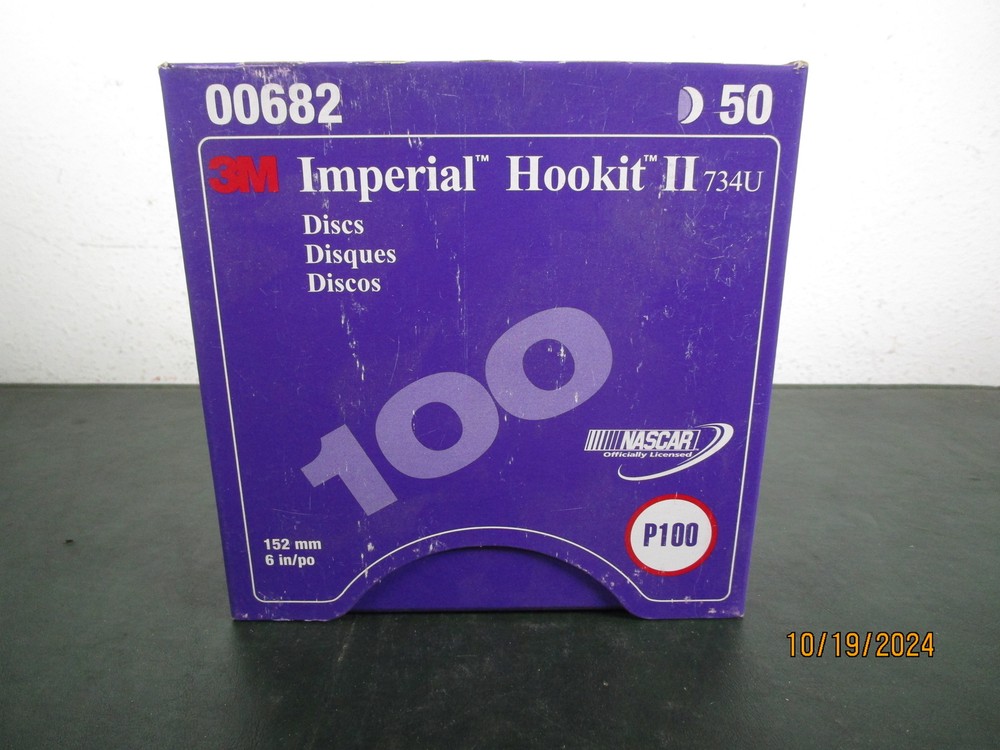 00682 50
3M Imperial™ Hookit™ II 734U
Discs
Disques
Discos
100
NASCAR
Officially Licensed
P100
152 mm
6 in/po
10/19/2024